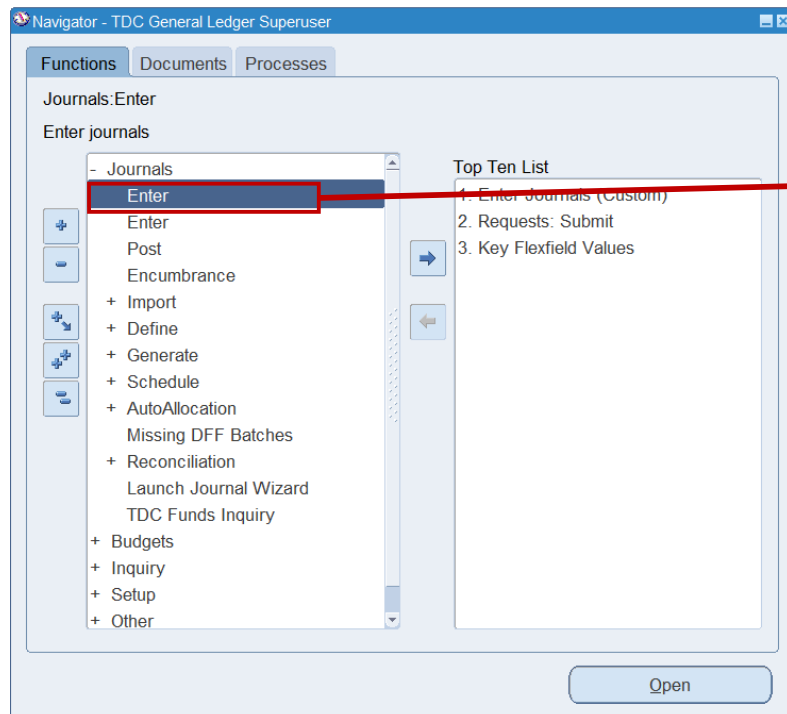 Navigator - TDC General Ledger Superuser
Functions Documents Processes
Journals:Enter
Enter journals
- Journals
Enter
Enter
Post
Encumbrance
+ Import
+ Define
+ Generate
+ Schedule
+ AutoAllocation
Missing DFF Batches
+ Reconciliation
Launch Journal Wizard
TDC Funds Inquiry
+ Budgets
+ Inquiry
+ Setup
+ Other
Top Ten List
1. Enter Journals (Custom)
2. Requests: Submit
3. Key Flexfield Values
Open